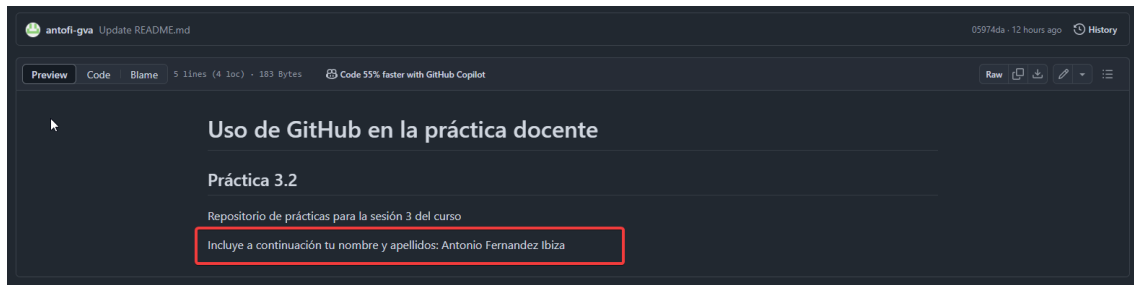 antofi-gva Update README.md 05974da · 12 hours ago History
Preview Code Blame 5 lines (4 loc) · 183 Bytes Code 55% faster with GitHub Copilot Raw
Uso de GitHub en la práctica docente
Práctica 3.2
Repositorio de prácticas para la sesión 3 del curso
Incluye a continuación tu nombre y apellidos: Antonio Fernandez Ibiza